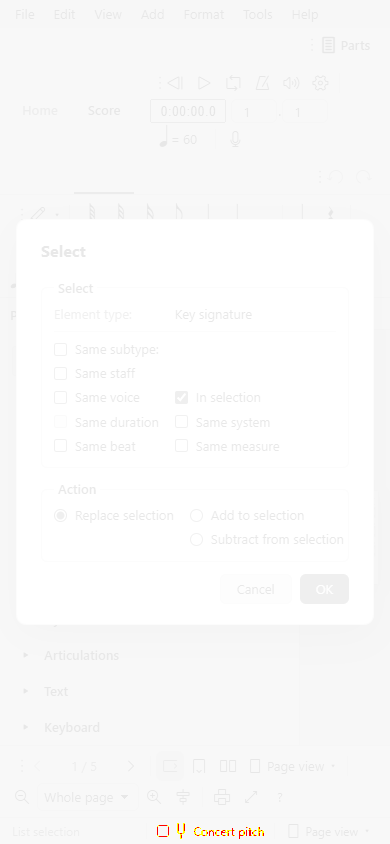 File Edit View Add Format Tools Help
Parts
Home Score 0:00:00.0 1 . 1
= 60
Select
Select
Element type: Key signature
Same subtype:
Same staff
Same voice In selection
Same duration Same system
Same beat Same measure
Action
Replace selection Add to selection
Subtract from selection
Cancel OK
Articulations
Text
Keyboard
1 / 5 Page view
Whole page ?
List selection Concert pitch Page view